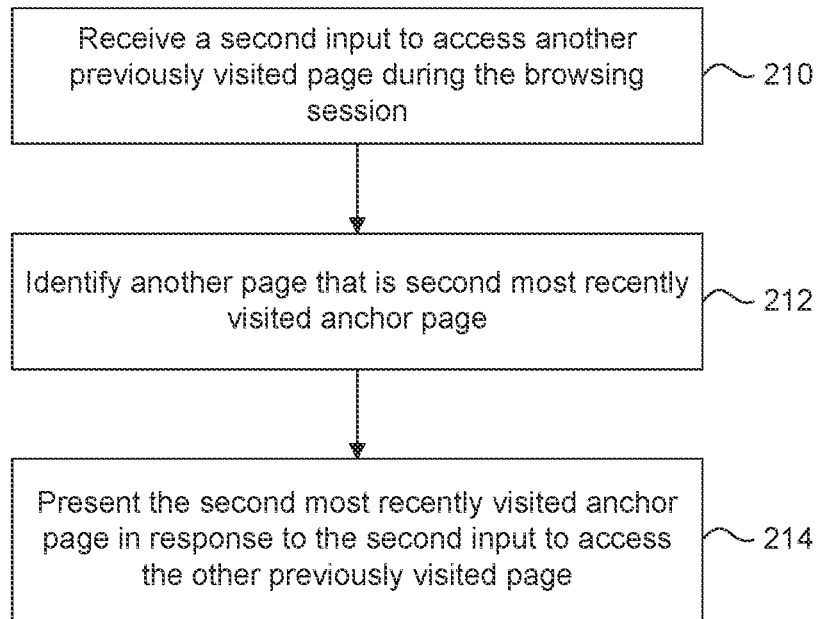 Receive a second input to access another
previously visited page during the browsing
session
210
Identify another page that is second most recently
visited anchor page
212
Present the second most recently visited anchor
page in response to the second input to access
the other previously visited page
214